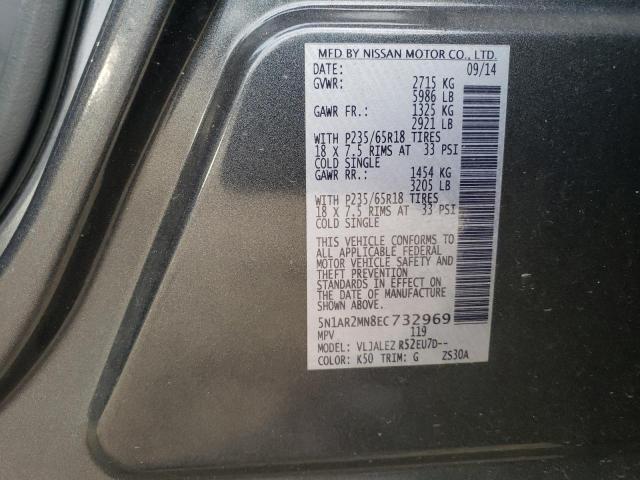 MFD BY NISSAN MOTOR CO., LTD.
DATE: 09/14
GVWR: 2715 KG
5986 LB
GAWR FR.: 1325 KG
2921 LB
WITH P235/65R18 TIRES
18 X 7.5 RIMS AT 33 PSI
COLD SINGLE
GAWR RR.: 1454 KG
3205 LB
WITH P235/65R18 TIRES
18 X 7.5 RIMS AT 33 PSI
COLD SINGLE
THIS VEHICLE CONFORMS TO
ALL APPLICABLE FEDERAL
MOTOR VEHICLE SAFETY AND
THEFT PREVENTION
STANDARDS IN EFFECT ON
THE DATE OF MANUFACTURE
SHOWN ABOVE.
5N1AR2MN8EC732969
MPV 119
MODEL: VLJALEZ R52EU7D--
COLOR: K50 TRIM: G ZS30A